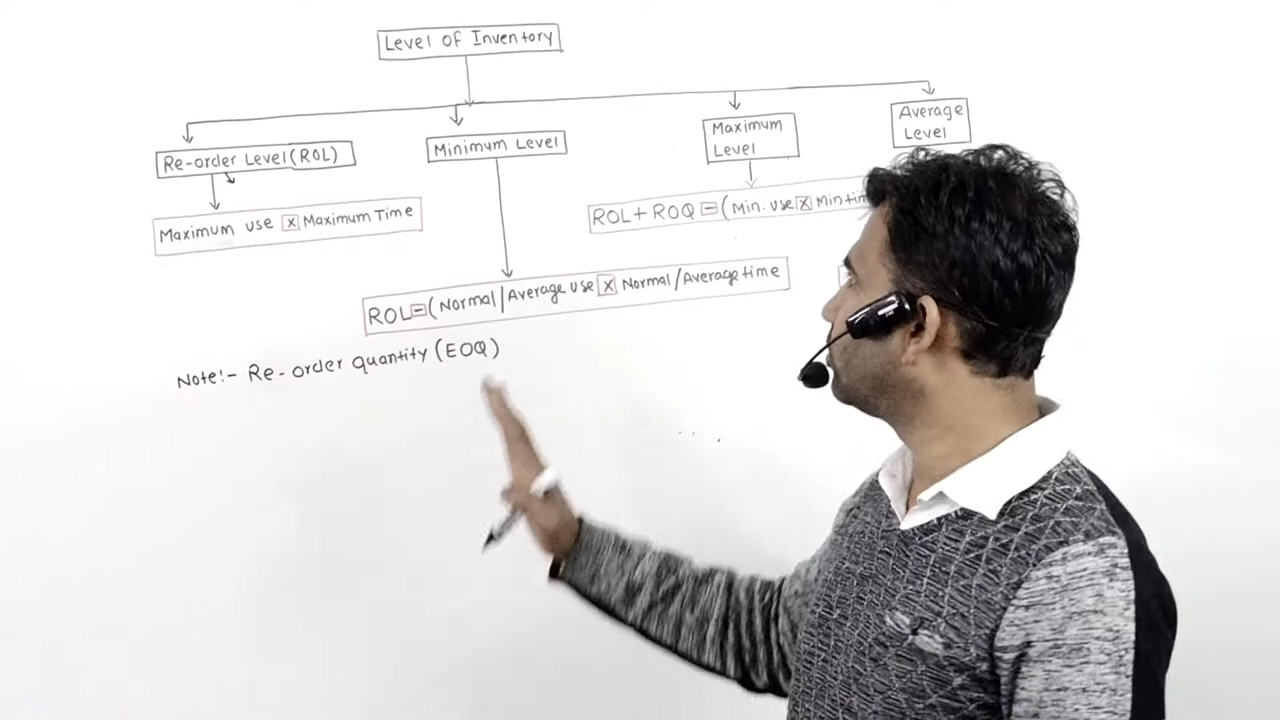 Level of Inventory
Re-order Level (ROL)
Minimum Level
Maximum
Level
Average
Level
Maximum use x Maximum Time
ROL + ROQ - (Min. use x Min
ROL - (Normal / Average use x Normal / Average time
Note:- Re-order quantity (EOQ)